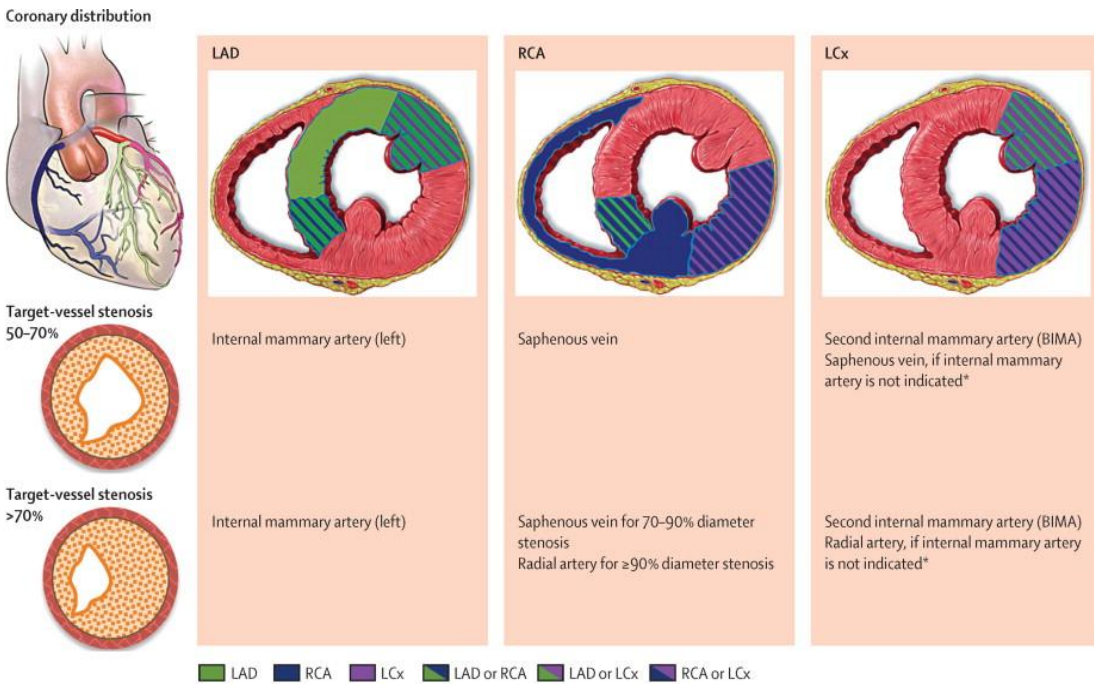 Coronary distribution
LAD
RCA
LCx
Target-vessel stenosis
50–70%
Internal mammary artery (left)
Saphenous vein
Second internal mammary artery (BIMA)
Saphenous vein, if internal mammary
artery is not indicated*
Target-vessel stenosis
>70%
Internal mammary artery (left)
Saphenous vein for 70–90% diameter
stenosis
Radial artery for ≥90% diameter stenosis
Second internal mammary artery (BIMA)
Radial artery, if internal mammary artery
is not indicated*
LAD RCA LCx LAD or RCA LAD or LCx RCA or LCx